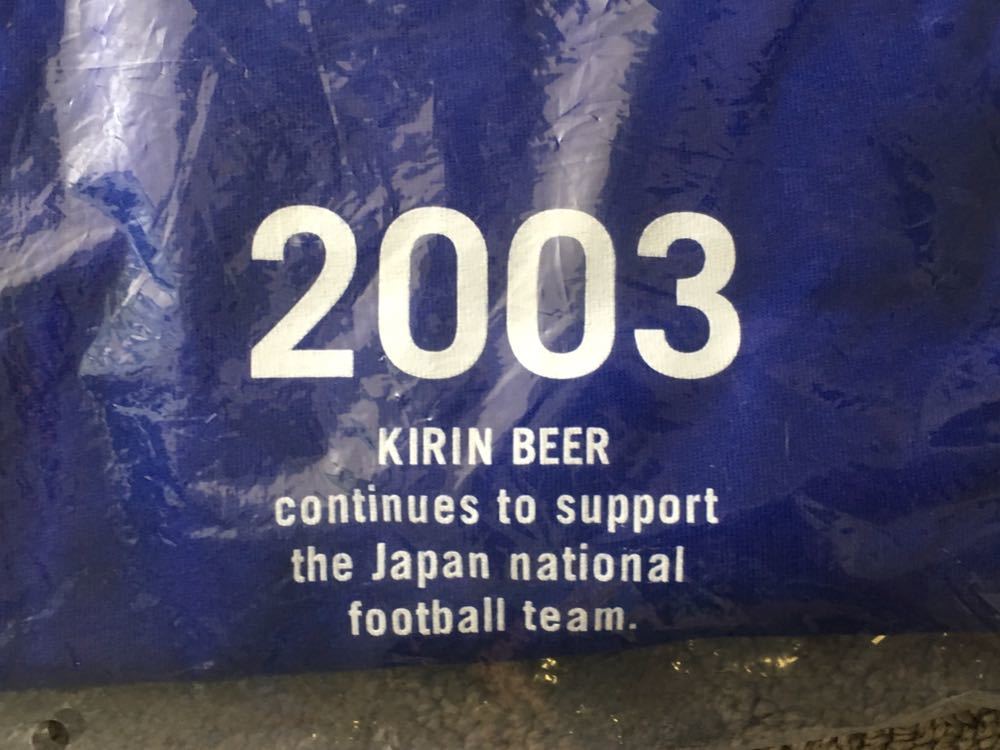 2003
KIRIN BEER
continues to support
the Japan national
football team.